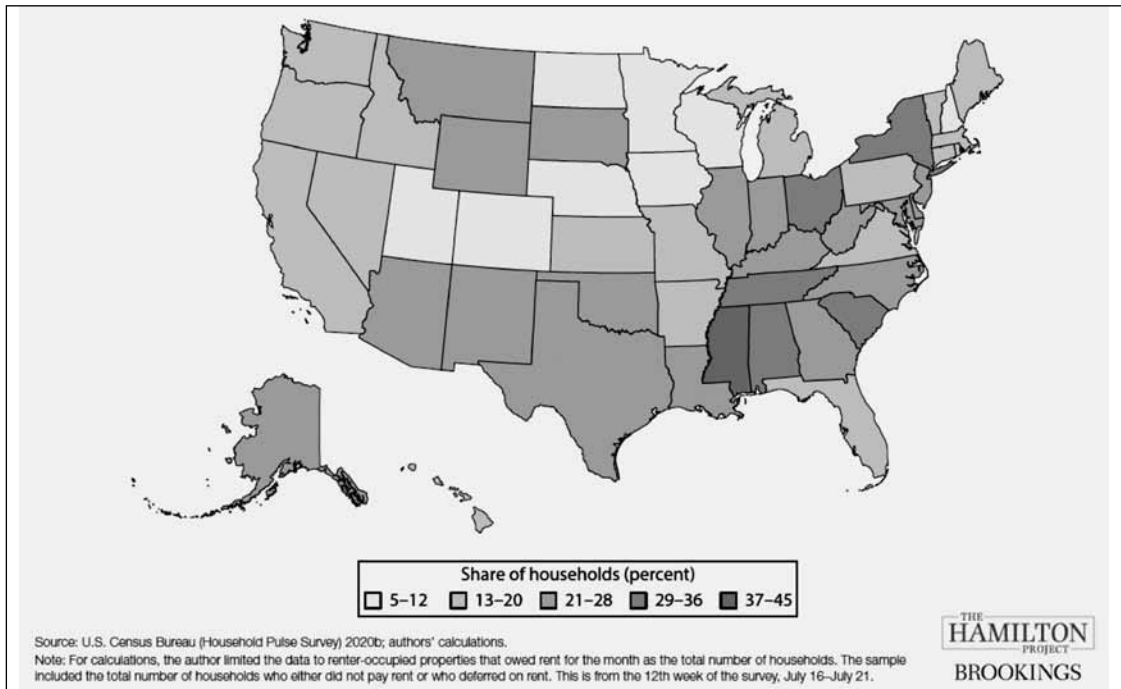 Share of households (percent)
5–12 13–20 21–28 29–36 37–45
Source: U.S. Census Bureau (Household Pulse Survey) 2020b; authors' calculations.
Note: For calculations, the author limited the data to renter-occupied properties that owed rent for the month as the total number of households. The sample
included the total number of households who either did not pay rent or who deferred on rent. This is from the 12th week of the survey, July 16–July 21.
THE
HAMILTON
PROJECT
BROOKINGS